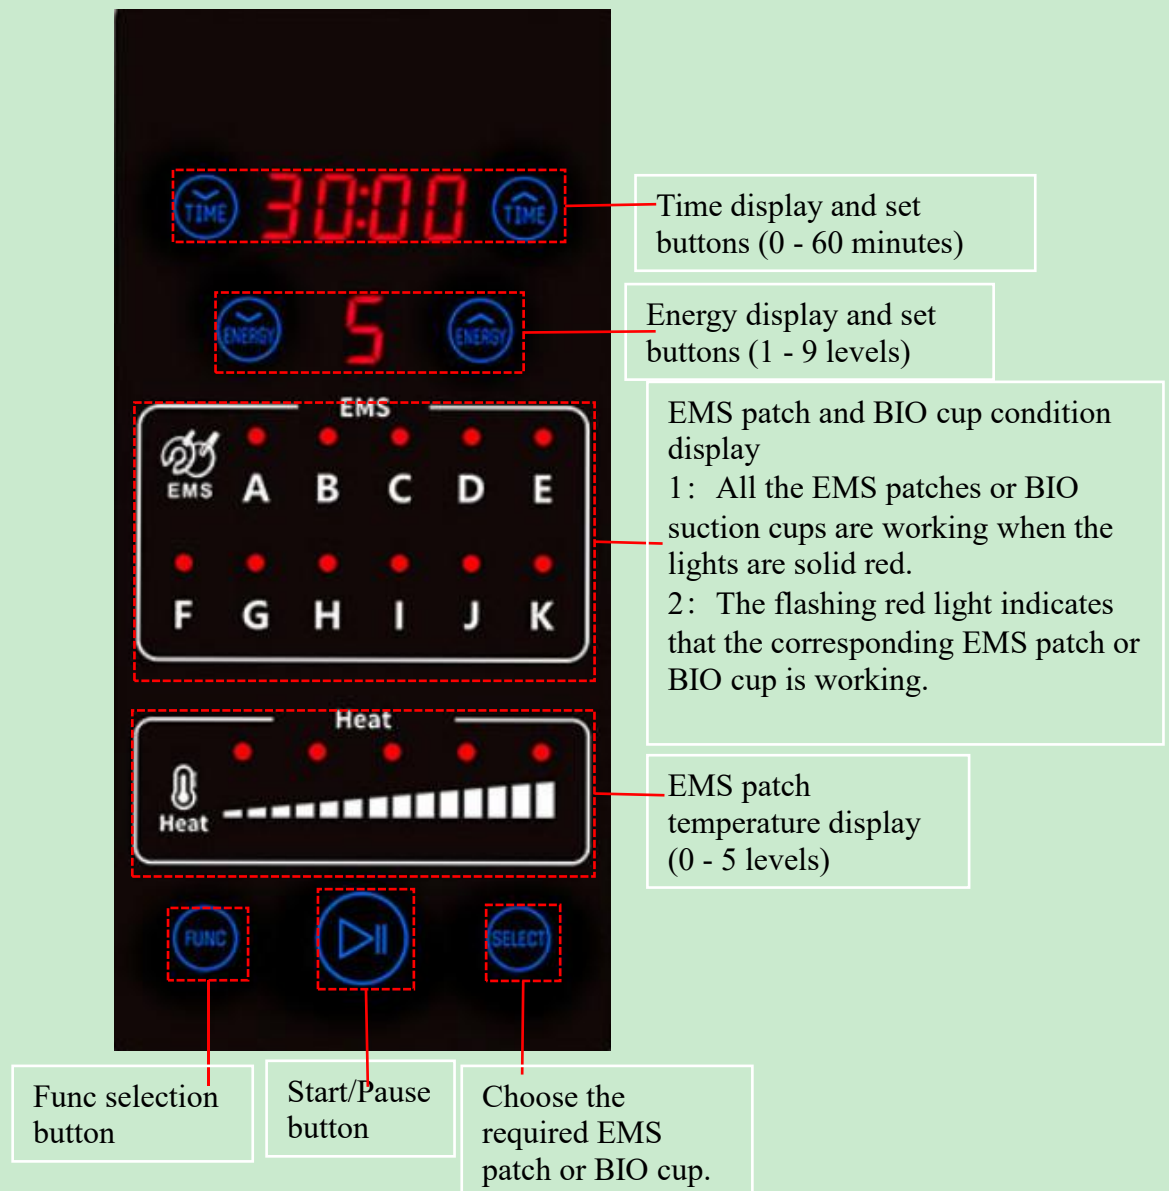 TIME 30:00 TIME
Time display and set
buttons (0 - 60 minutes)
ENERGY 5 ENERGY
Energy display and set
buttons (1 - 9 levels)
EMS
EMS A B C D E
F G H I J K
EMS patch and BIO cup condition
display
1： All the EMS patches or BIO
suction cups are working when the
lights are solid red.
2： The flashing red light indicates
that the corresponding EMS patch or
BIO cup is working.
Heat
Heat
EMS patch
temperature display
(0 - 5 levels)
FUNC
SELECT
Func selection
button
Start/Pause
button
Choose the
required EMS
patch or BIO cup.